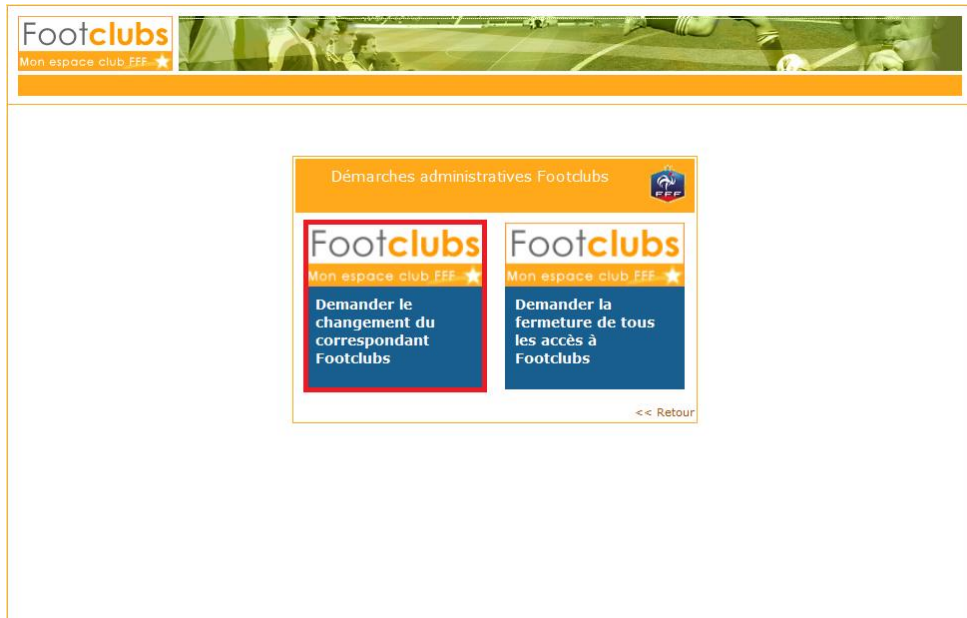 Footclubs
Mon espace club FFF
Démarches administratives Footclubs
FFF
Footclubs
Mon espace club FFF
Demander le
changement du
correspondant
Footclubs
Footclubs
Mon espace club FFF
Demander la
fermeture de tous
les accès à
Footclubs
<< Retour